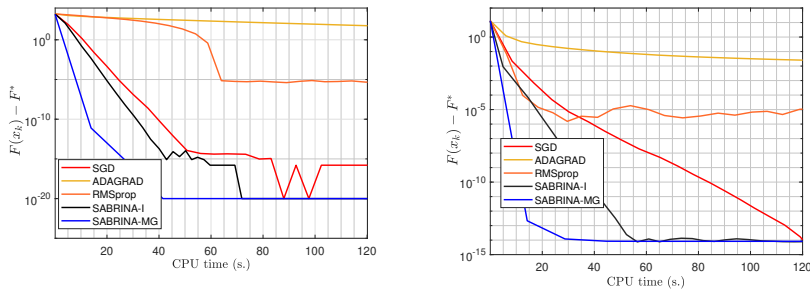 10^0
10^-10
10^-20
F(x_k) − F*
SGD
ADAGRAD
RMSprop
SABRINA-I
SABRINA-MG
20 40 60 80 100 120
CPU time (s.)
10^0
10^-5
10^-10
10^-15
F(x_k) − F*
SGD
ADAGRAD
RMSprop
SABRINA-I
SABRINA-MG
20 40 60 80 100 120
CPU time (s.)